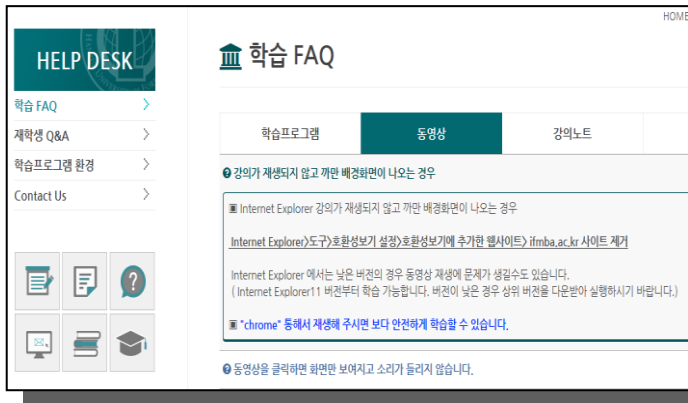 HOME
HELP DESK
학습 FAQ
재학생 Q&A
학습프로그램 환경
Contact Us
학습 FAQ
학습프로그램
동영상
강의노트
강의가 재생되지 않고 까만 배경화면이 나오는 경우
▣ Internet Explorer 강의가 재생되지 않고 까만 배경화면이 나오는 경우
Internet Explorer>도구>호환성보기 설정>호환성보기에 추가한 웹사이트> ifmba.ac.kr 사이트 제거
Internet Explorer 에서는 낮은 버전의 경우 동영상 재생에 문제가 생길수도 있습니다.
( Internet Explorer11 버전부터 학습 가능합니다. 버전이 낮은 경우 상위 버전을 다운받아 실행하시기 바랍니다.)
▣ "chrome" 통해서 재생해 주시면 보다 안전하게 학습할 수 있습니다.
동영상을 클릭하면 화면만 보여지고 소리가 들리지 않습니다.